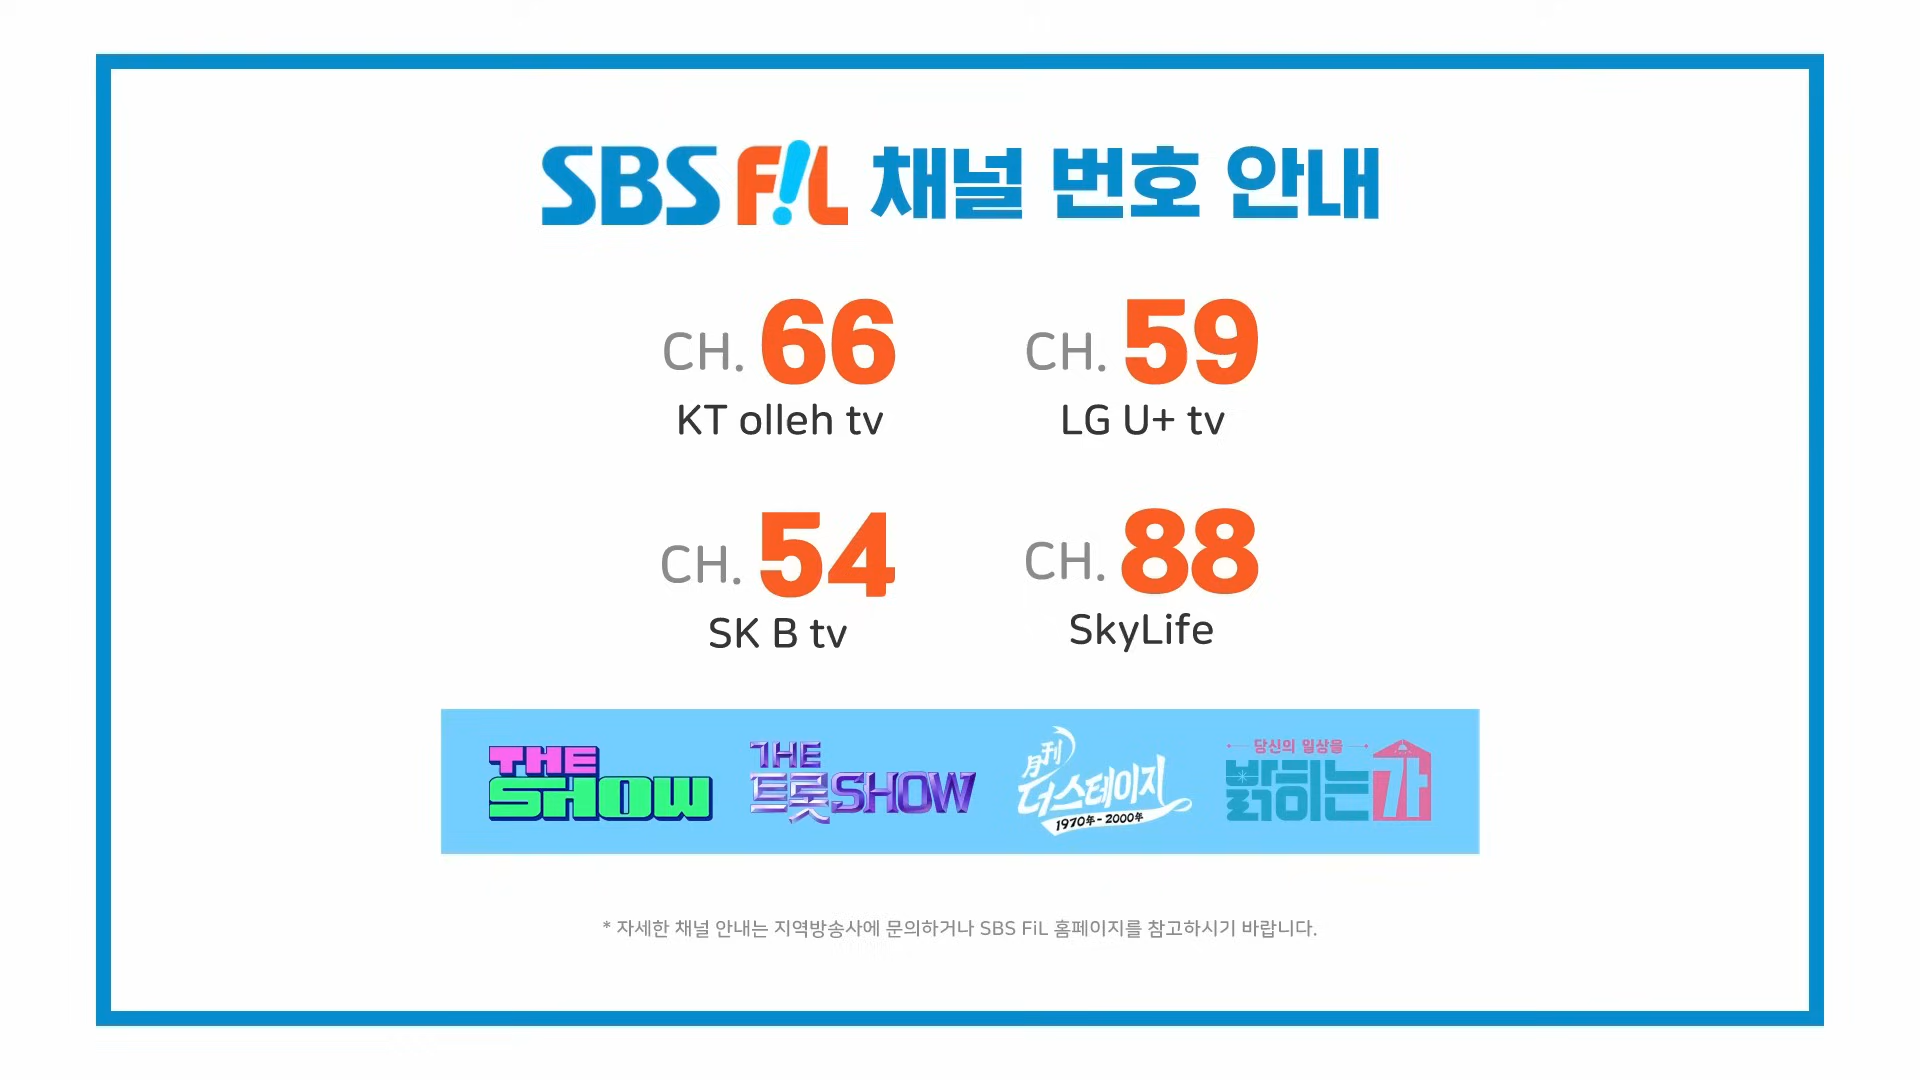 SBS F!L 채널 번호 안내
CH. 66
KT olleh tv
CH. 59
LG U+ tv
CH. 54
SK B tv
CH. 88
SkyLife
THE
SHOW
THE
트롯SHOW
月刊
더스테이지
1970年-2000年
당신의 일상을
밝히는가
* 자세한 채널 안내는 지역방송사에 문의하거나 SBS FiL 홈페이지를 참고하시기 바랍니다.